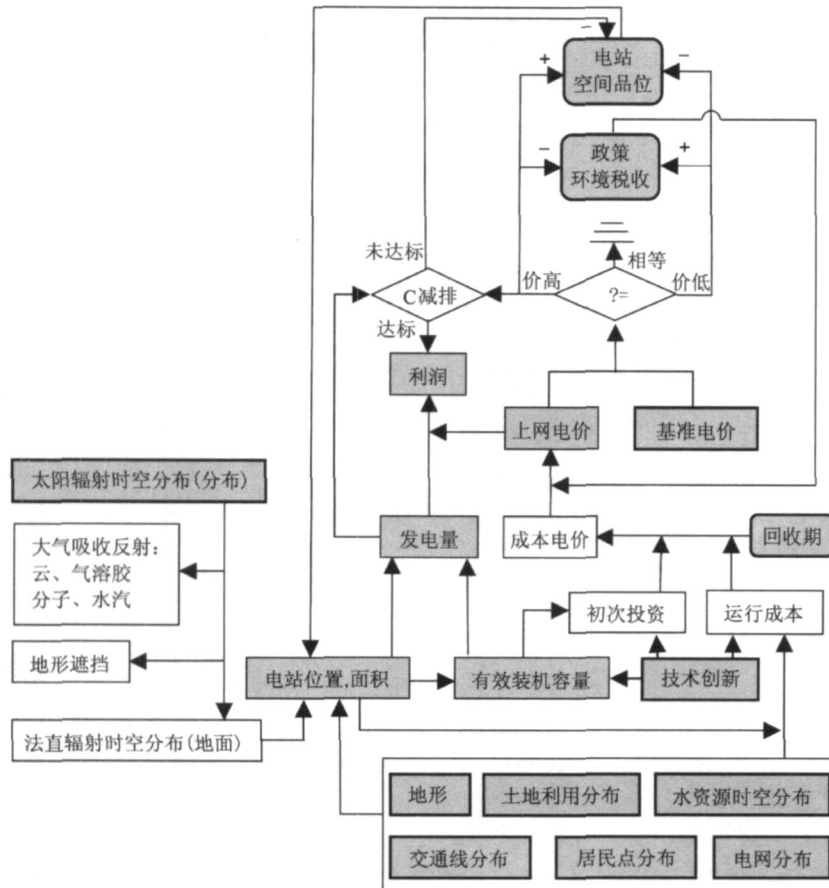 −
+
电站
空间品位
−
−
政策
环境税收
+
未达标
相等
C减排
价高
?=
价低
达标
利润
上网电价
基准电价
太阳辐射时空分布(分布)
大气吸收反射:
云、气溶胶
分子、水汽
发电量
成本电价
回收期
初次投资
运行成本
地形遮挡
电站位置,面积
有效装机容量
技术创新
法直辐射时空分布(地面)
地形
土地利用分布
水资源时空分布
交通线分布
居民点分布
电网分布